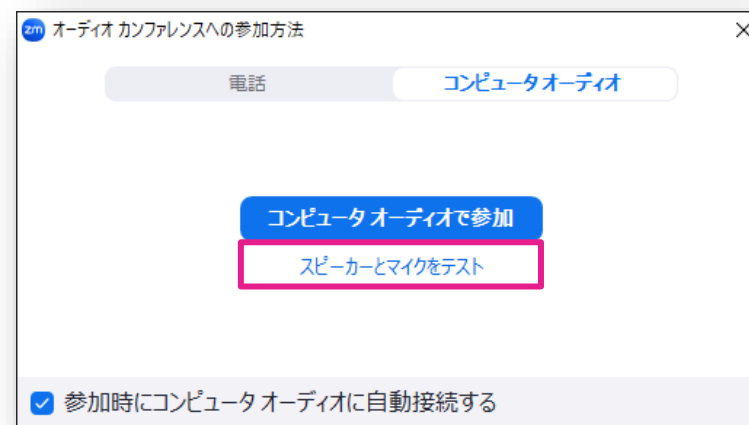 zm オーディオ カンファレンスへの参加方法
電話 コンピュータ オーディオ
コンピュータ オーディオで参加
スピーカーとマイクをテスト
参加時にコンピュータ オーディオに自動接続する